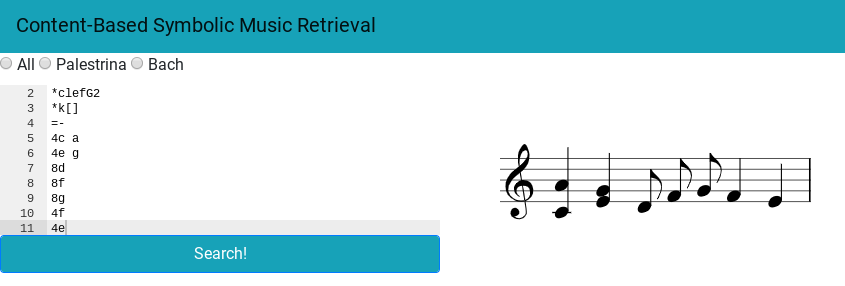 Content-Based Symbolic Music Retrieval
All Palestrina Bach
2 *clefG2
3 *k[]
4 =-
5 4c a
6 4e g
7 8d
8 8f
9 8g
10 4f
11 4e
Search!